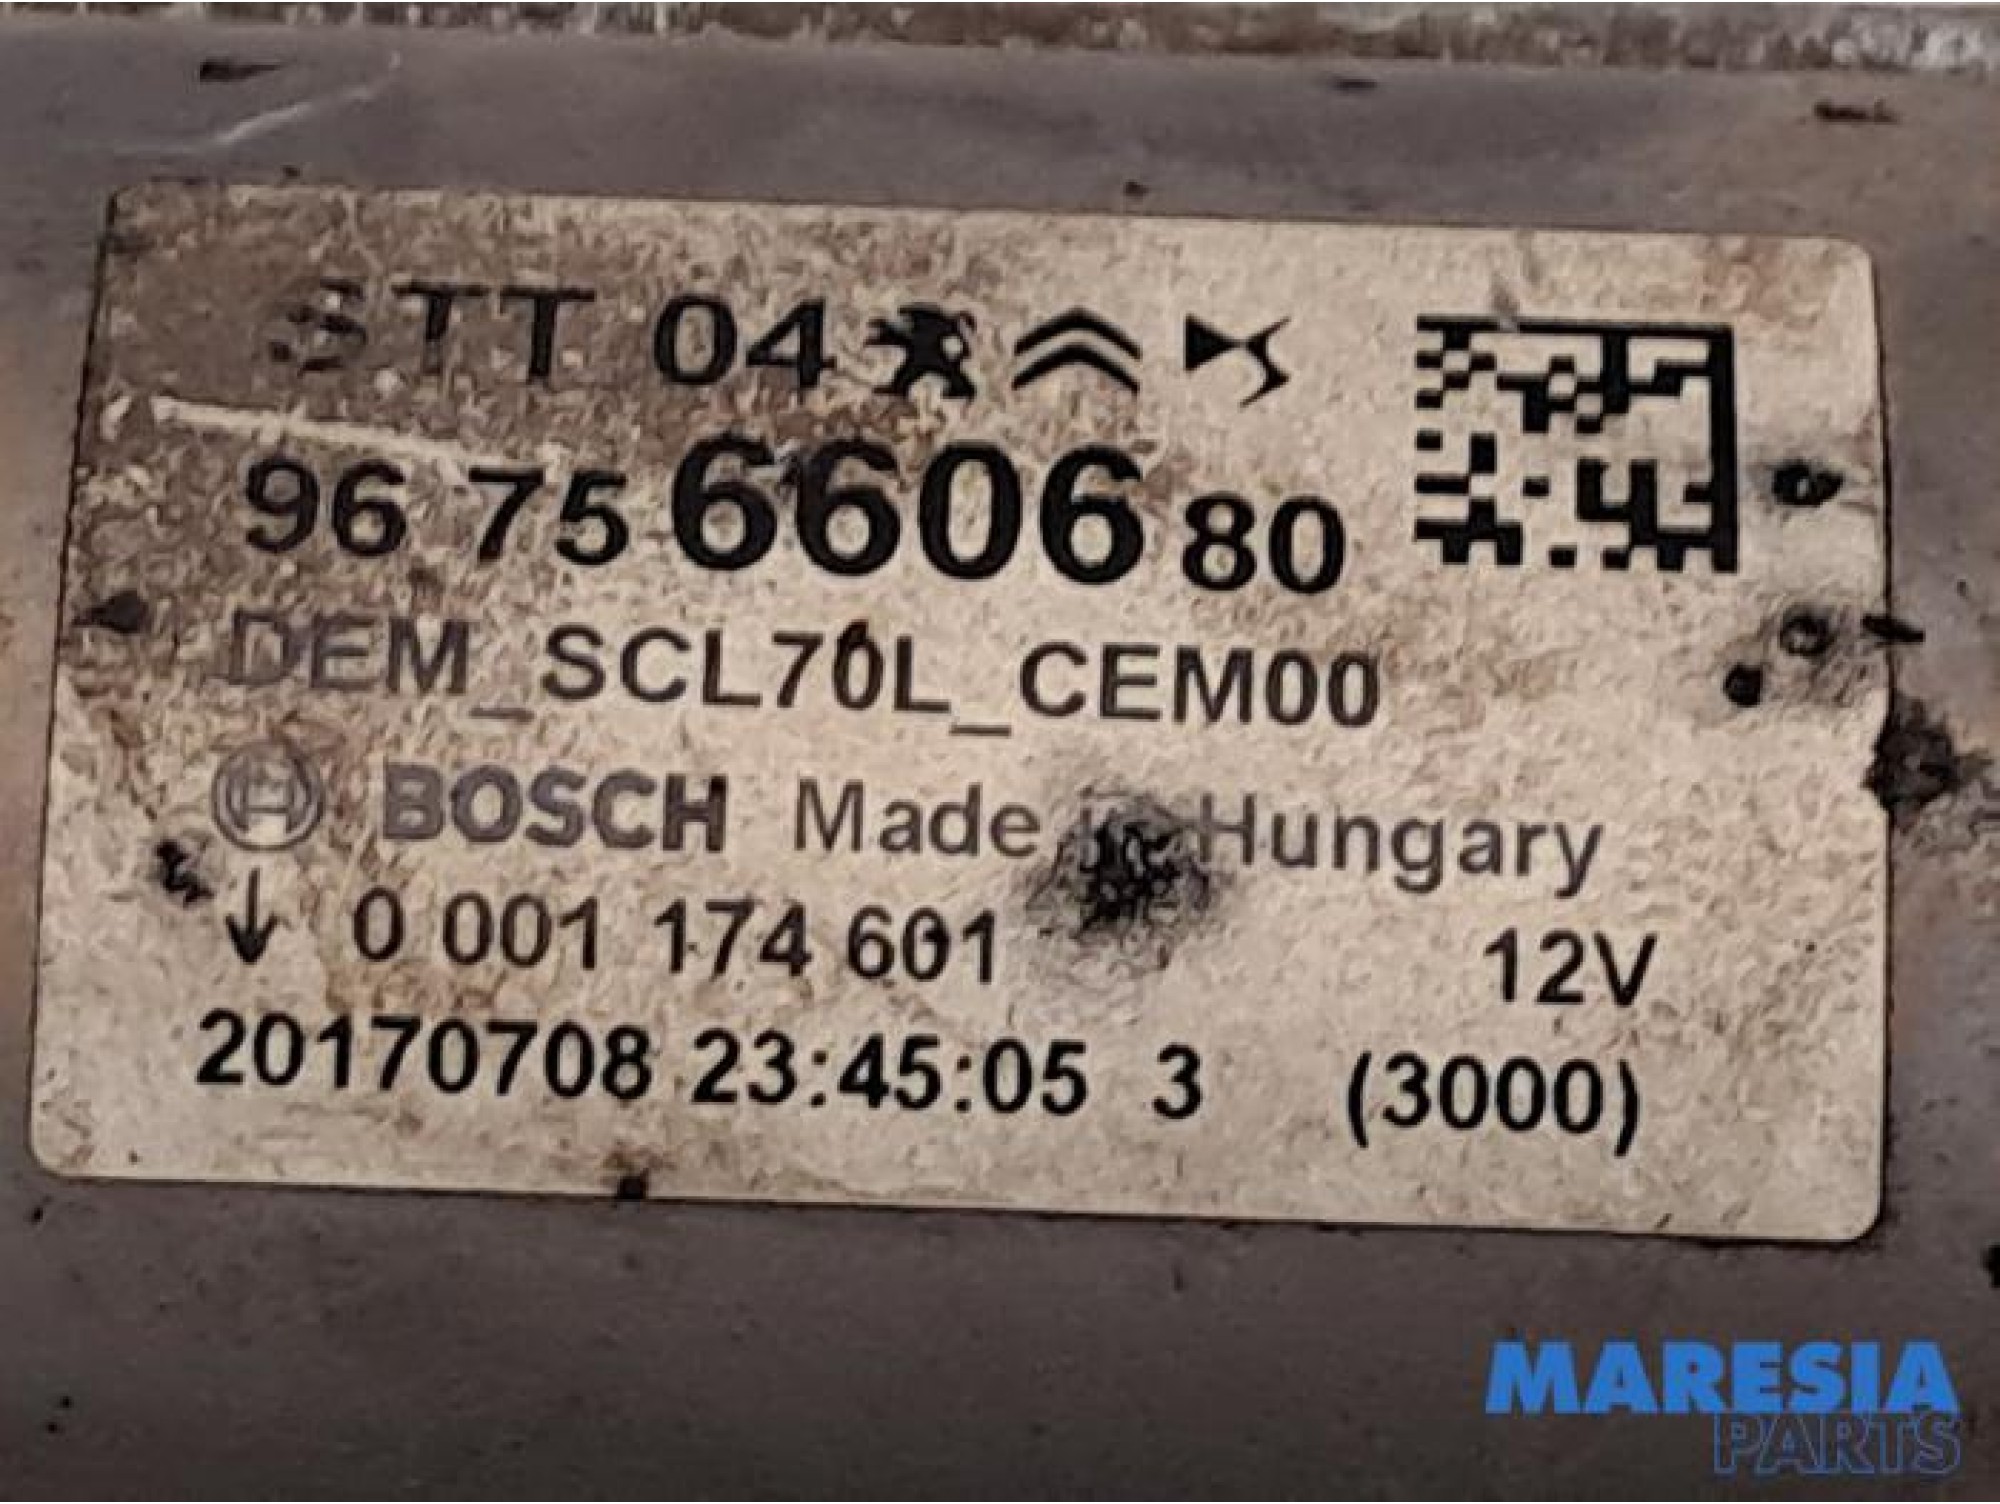 STT 04
96 75 6606 80
DEM_SCL70L_CEM00
BOSCH Made in Hungary
↓ 0 001 174 601 12V
20170708 23:45:05 3 (3000)
MARESIA
PARTS